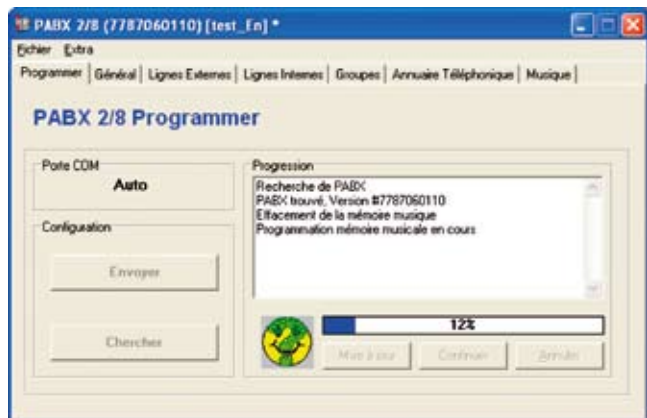 PABX 2/8 (7787060110) [test_En] *
Fichier Extra
Programmer Général Lignes Externes Lignes Internes Groupes Annuaire Téléphonique Musique
PABX 2/8 Programmer
Porte COM
Auto
Configuration
Envoyer
Chercher
Progression
Recherche de PABX
PABX trouvé, Version #7787060110
Effacement de la mémoire musique
Programmation mémoire musicale en cours
12%
Mise à jour Continuer Annuler